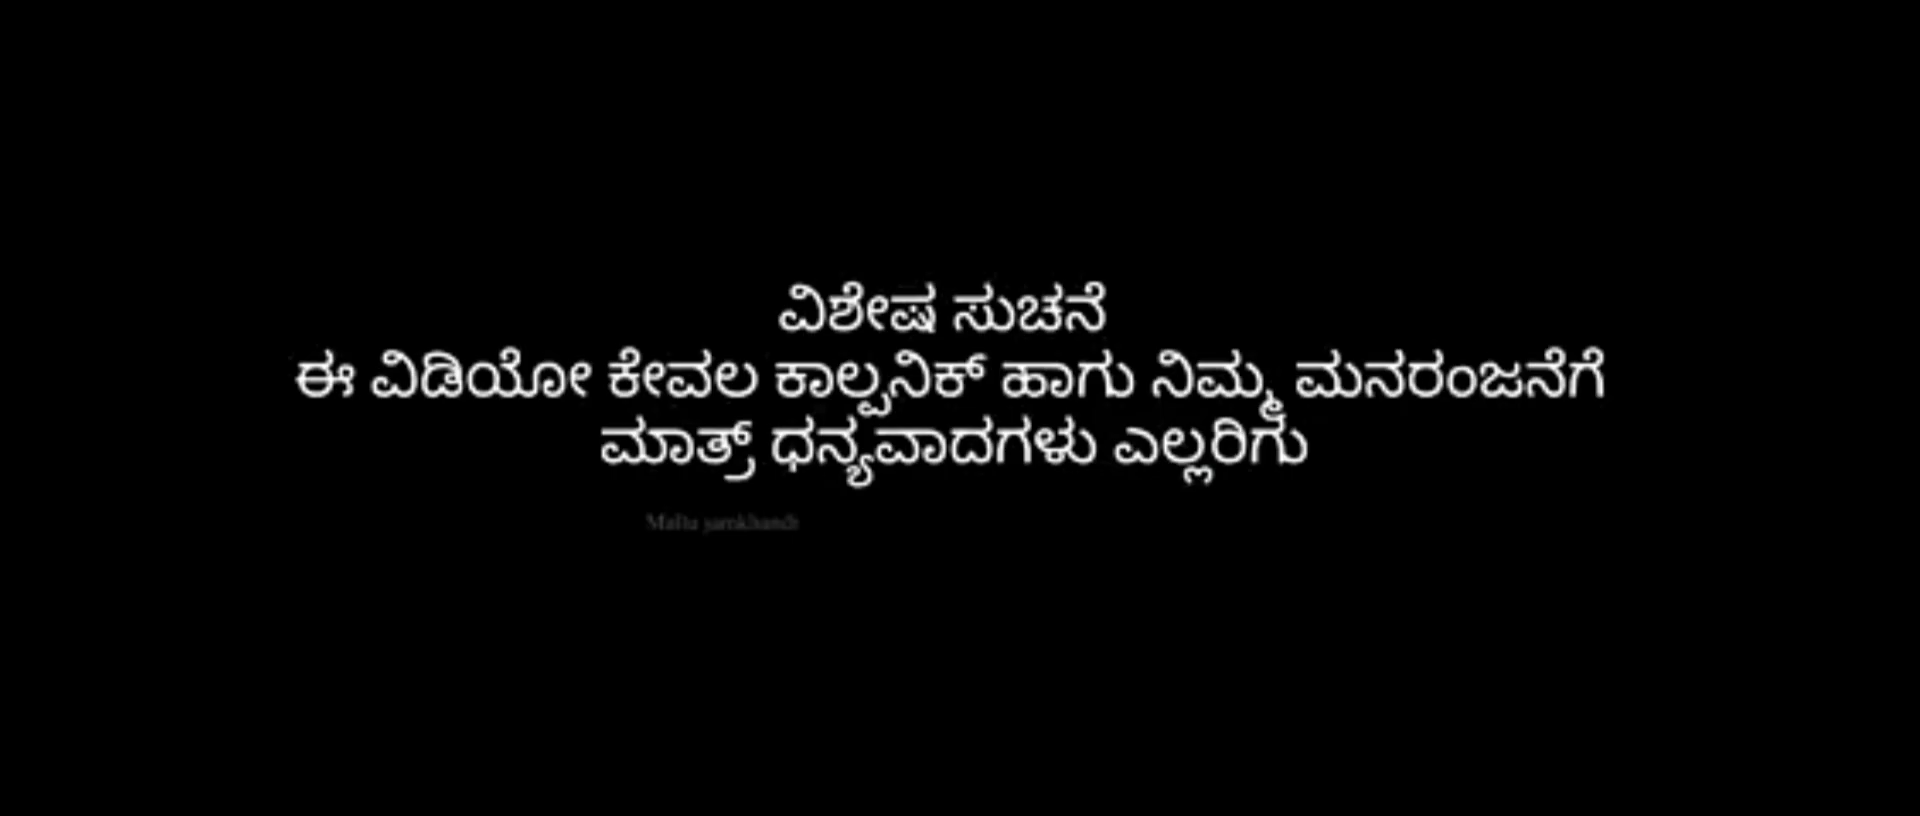 ವಿಶೇಷ ಸುಚನೆ
ಈ ವಿಡಿಯೋ ಕೇವಲ ಕಾಲ್ಪನಿಕ್ ಹಾಗು ನಿಮ್ಮ ಮನರಂಜನೆಗೆ
ಮಾತ್ರ್ ಧನ್ಯವಾದಗಳು ಎಲ್ಲರಿಗು